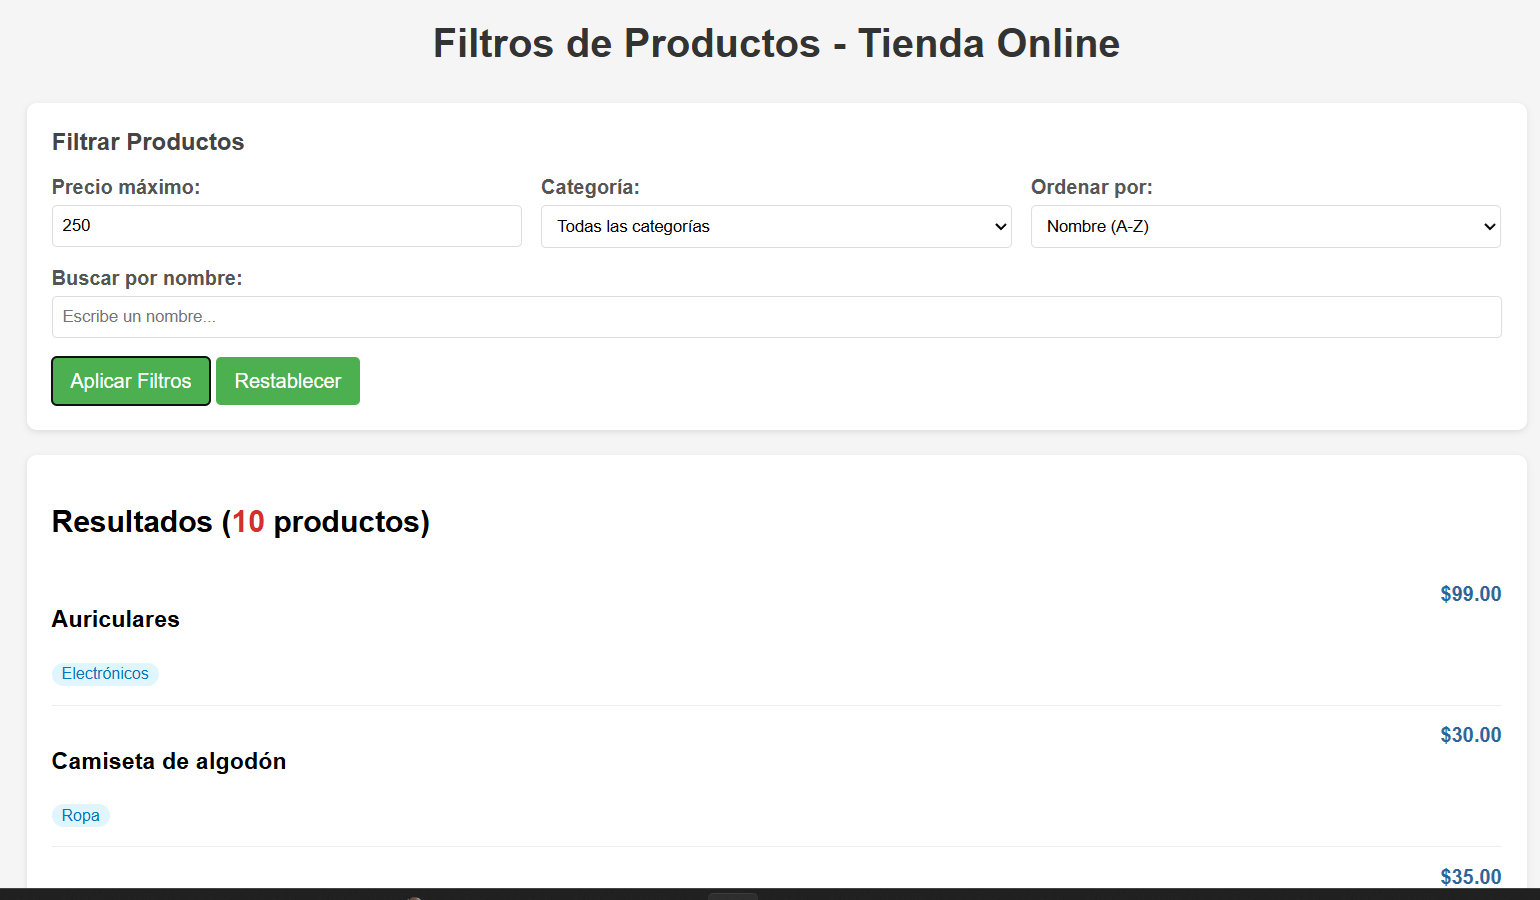 Filtros de Productos - Tienda Online
Filtrar Productos
Precio máximo:
250
Categoría:
Todas las categorías
Ordenar por:
Nombre (A-Z)
Buscar por nombre:
Escribe un nombre...
Aplicar Filtros
Restablecer
Resultados (10 productos)
$99.00
Auriculares
Electrónicos
$30.00
Camiseta de algodón
Ropa
$35.00